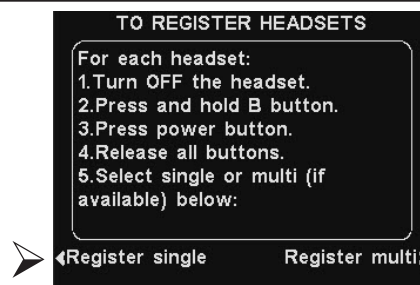 TO REGISTER HEADSETS
For each headset:
1.Turn OFF the headset.
2.Press and hold B button.
3.Press power button.
4.Release all buttons.
5.Select single or multi (if
available) below:
Register single Register multi